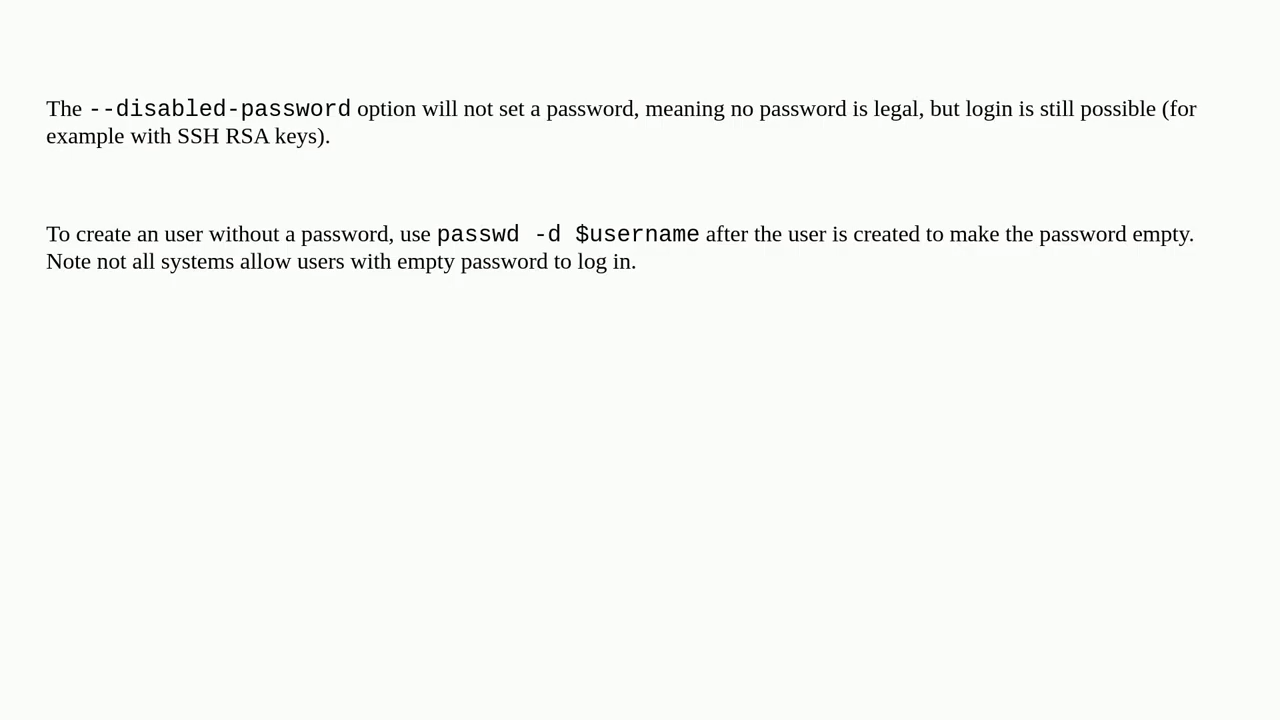 The --disabled-password option will not set a password, meaning no password is legal, but login is still possible (for
example with SSH RSA keys).
To create an user without a password, use passwd -d $username after the user is created to make the password empty.
Note not all systems allow users with empty password to log in.